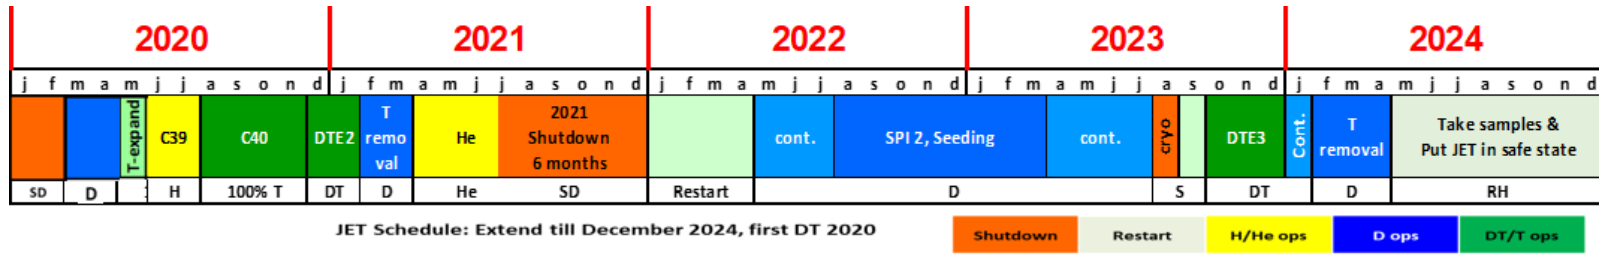 2020 2021 2022 2023 2024
j f m a m j j a s o n d j f m a m j j a s o n d j f m a m j j a s o n d j f m a m j j a s o n d j f m a m j j a s o n d
T-expand C39 C40 DTE2 T remo val He 2021 Shutdown 6 months cont. SPI 2, Seeding cont. cryo DTE3 Cont. T removal Take samples & Put JET in safe state
SD D H 100% T DT D He SD Restart D S DT D RH
JET Schedule: Extend till December 2024, first DT 2020
Shutdown Restart H/He ops D ops DT/T ops